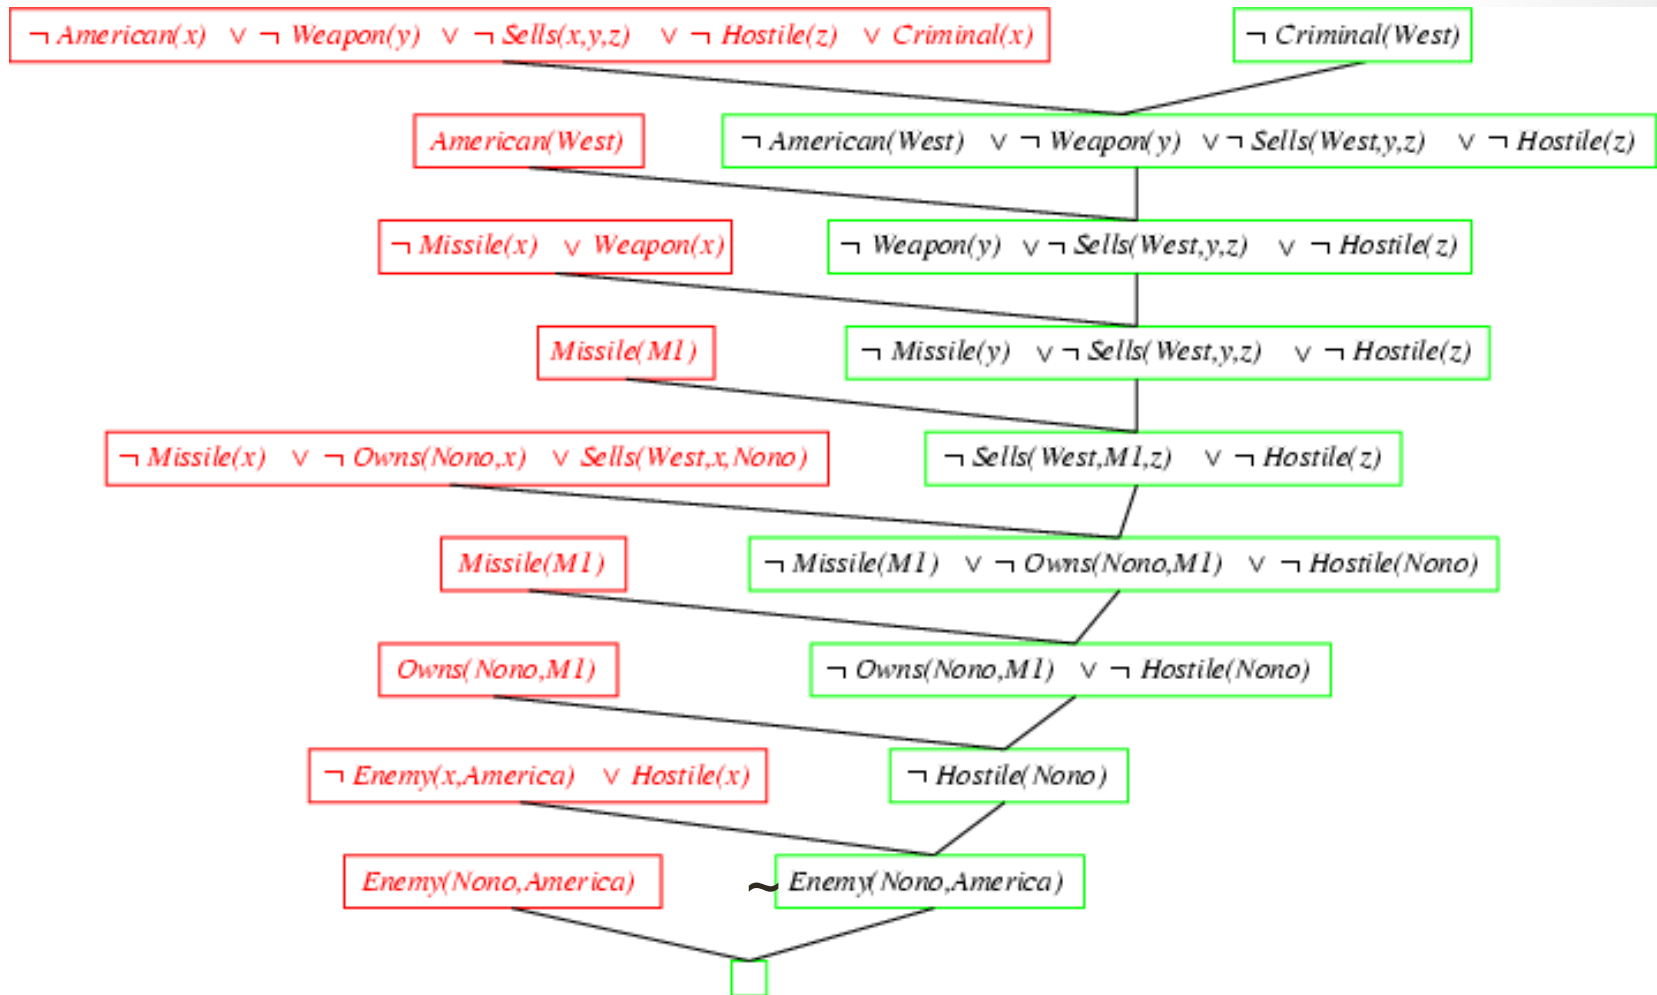 ¬ American(x) ∨ ¬ Weapon(y) ∨ ¬ Sells(x,y,z) ∨ ¬ Hostile(z) ∨ Criminal(x)
¬ Criminal(West)
American(West)
¬ American(West) ∨ ¬ Weapon(y) ∨ ¬ Sells(West,y,z) ∨ ¬ Hostile(z)
¬ Missile(x) ∨ Weapon(x)
¬ Weapon(y) ∨ ¬ Sells(West,y,z) ∨ ¬ Hostile(z)
Missile(M1)
¬ Missile(y) ∨ ¬ Sells(West,y,z) ∨ ¬ Hostile(z)
¬ Missile(x) ∨ ¬ Owns(Nono,x) ∨ Sells(West,x,Nono)
¬ Sells(West,M1,z) ∨ ¬ Hostile(z)
Missile(M1)
¬ Missile(M1) ∨ ¬ Owns(Nono,M1) ∨ ¬ Hostile(Nono)
Owns(Nono,M1)
¬ Owns(Nono,M1) ∨ ¬ Hostile(Nono)
¬ Enemy(x,America) ∨ Hostile(x)
¬ Hostile(Nono)
Enemy(Nono,America)
~ Enemy(Nono,America)